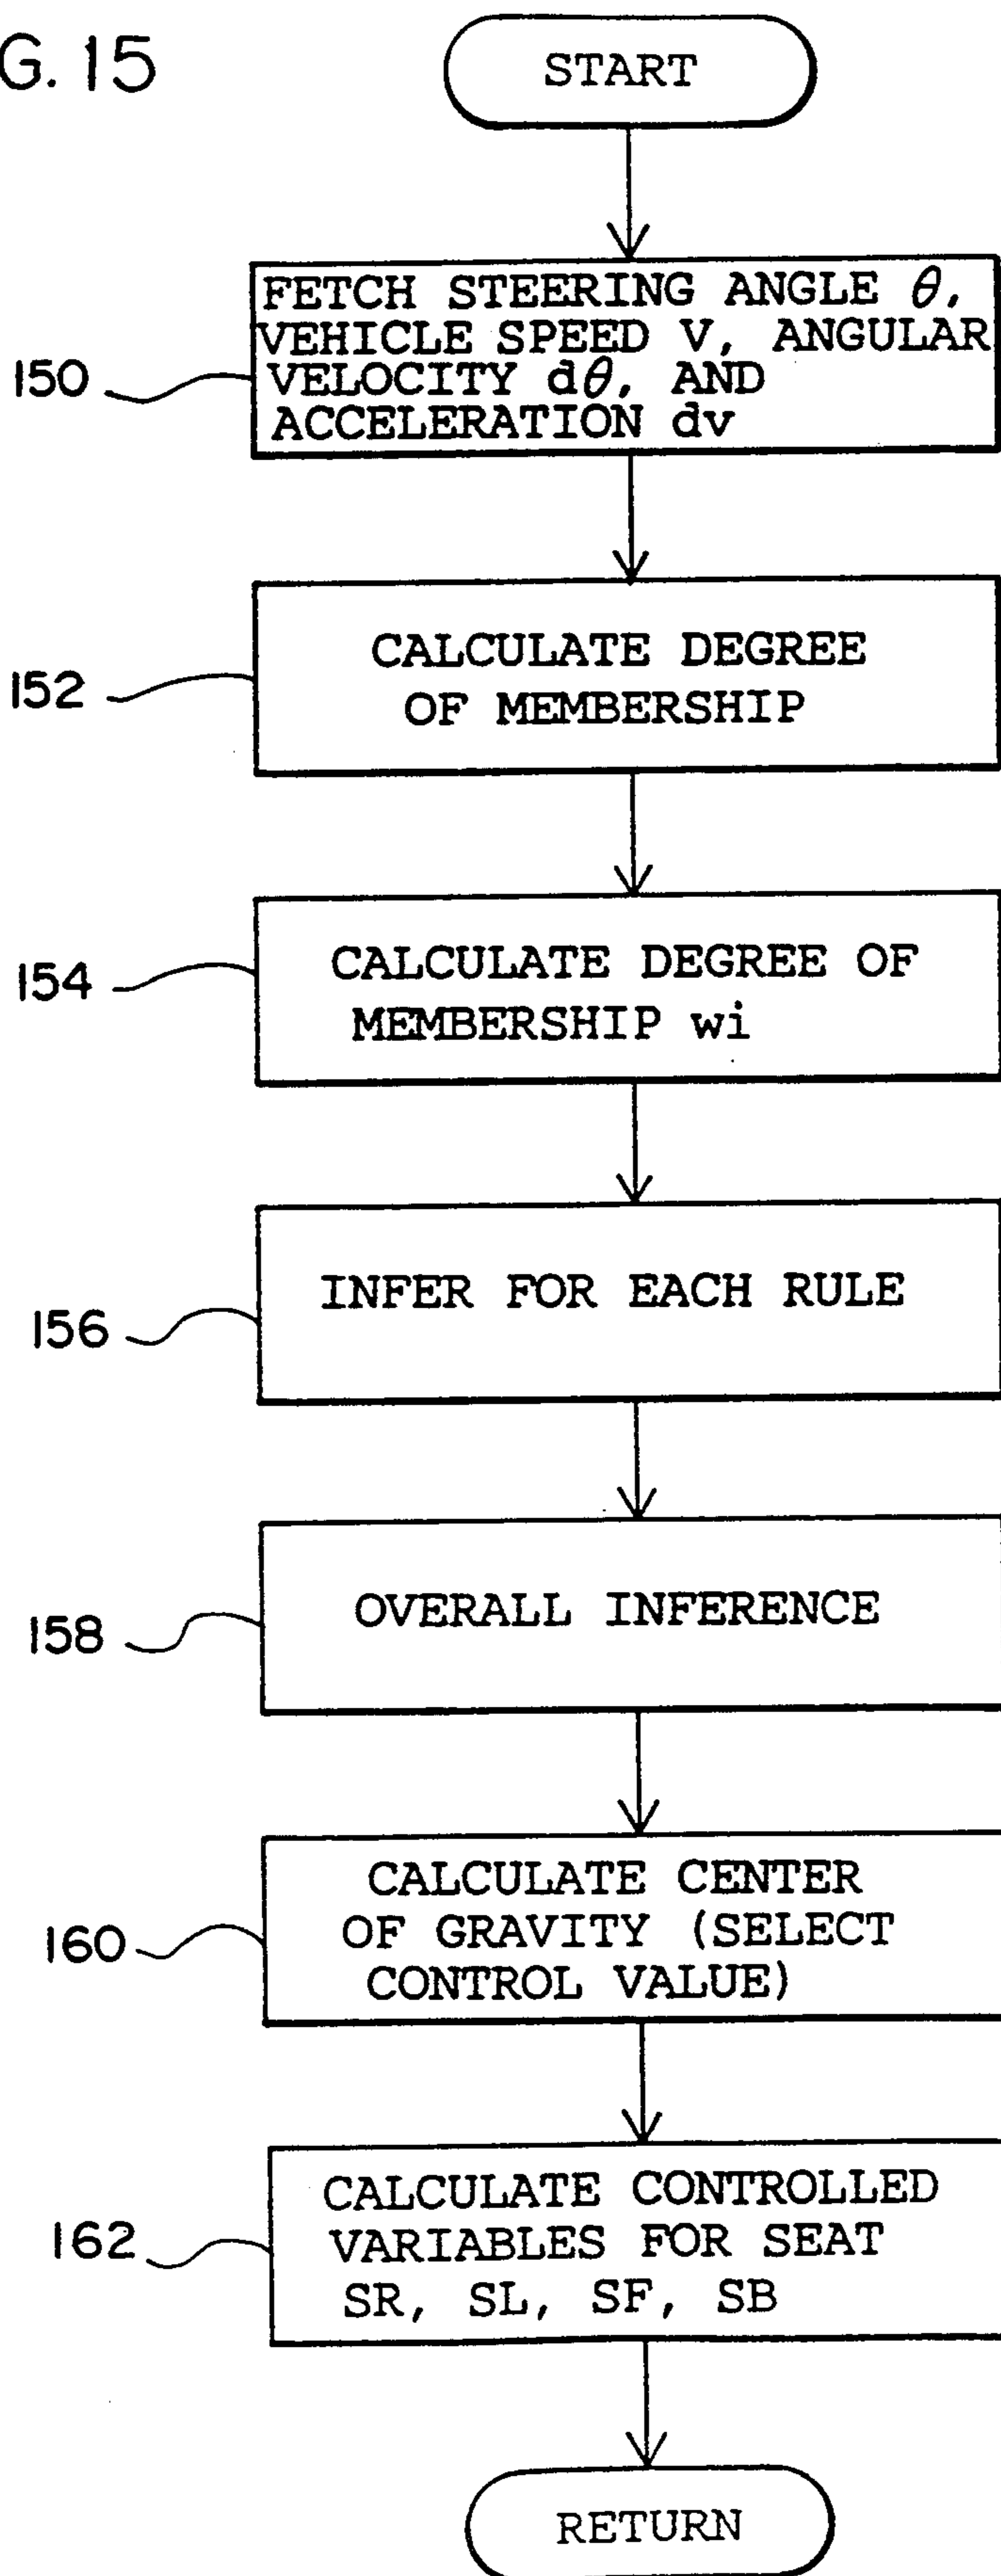 G. 15
START
150
FETCH STEERING ANGLE θ,
VEHICLE SPEED V, ANGULAR
VELOCITY dθ, AND
ACCELERATION dv
152
CALCULATE DEGREE
OF MEMBERSHIP
154
CALCULATE DEGREE OF
MEMBERSHIP wi
156
INFER FOR EACH RULE
158
OVERALL INFERENCE
160
CALCULATE CENTER
OF GRAVITY (SELECT
CONTROL VALUE)
162
CALCULATE CONTROLLED
VARIABLES FOR SEAT
SR, SL, SF, SB
RETURN